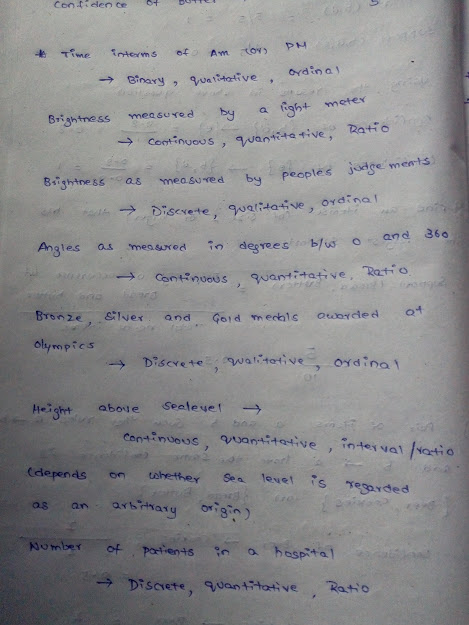 Confidence of butter
* Time interms of Am (or) PM
→ Binary, qualitative, ordinal
Brightness measured by a light meter
→ continuous, quantitative, Ratio
Brightness as measured by peoples judgements
→ Discrete, qualitative, ordinal
Angles as measured in degrees b/w 0 and 360
→ continuous, quantitative, Ratio
Bronze, Silver and Gold medals awarded at
Olympics
→ Discrete, qualitative, ordinal
Height above sealevel →
continuous, quantitative, interval/ratio
(depends on whether sea level is regarded
as an arbitrary origin)
Number of patients in a hospital
→ Discrete, quantitative, Ratio